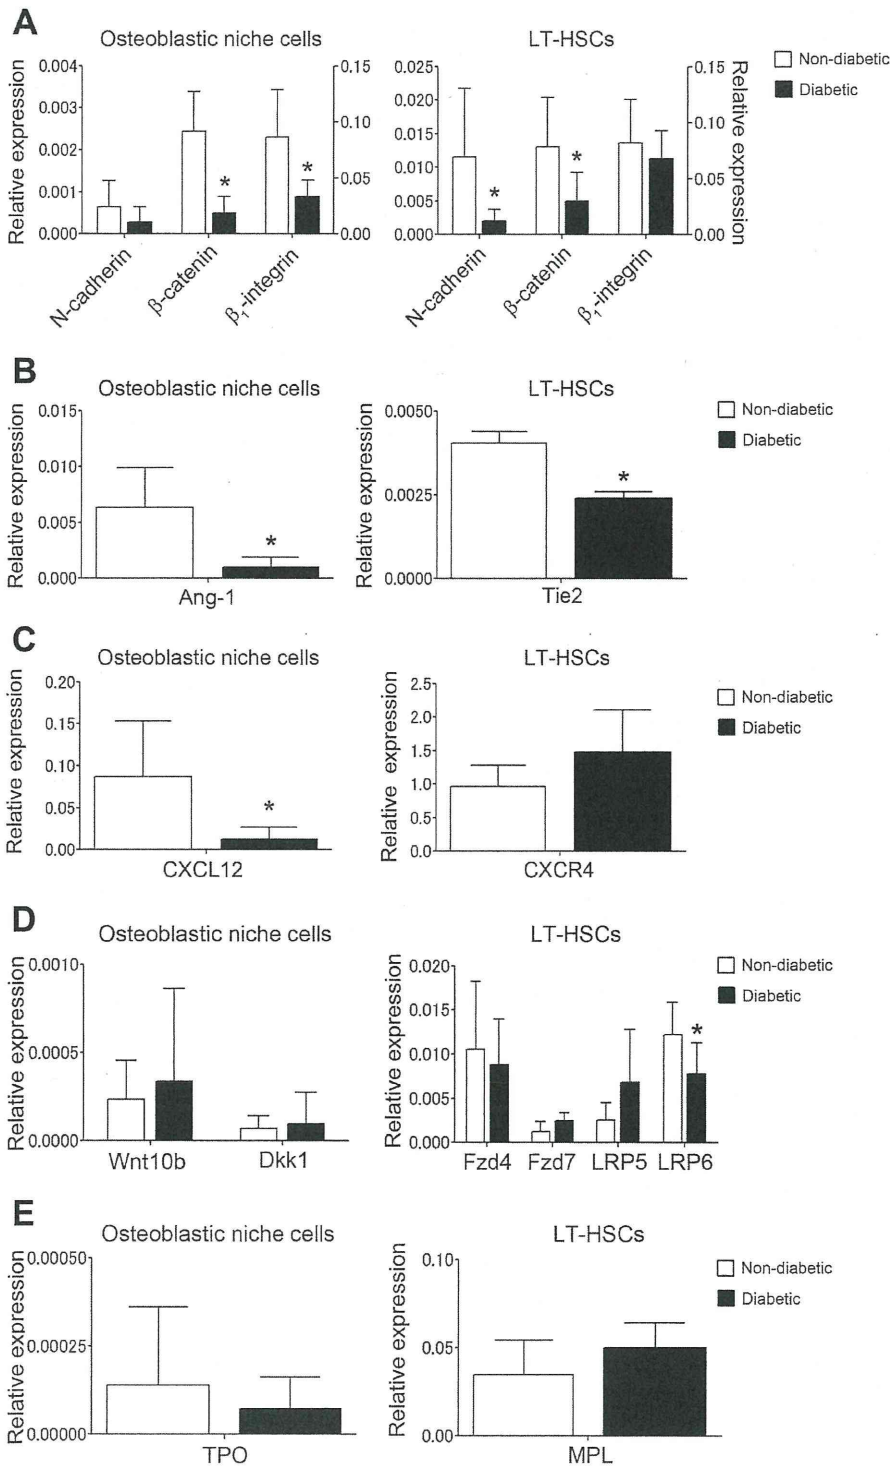 A
Osteoblastic niche cells
LT-HSCs
Non-diabetic
Diabetic
Relative expression
0.004
0.003
0.002
0.001
0.000
0.15
0.10
0.05
0.00
*
*
N-cadherin
β-catenin
β1-integrin
0.025
0.020
0.015
0.010
0.005
0.000
0.15
0.10
0.05
0.00
Relative expression
*
*
N-cadherin
β-catenin
β1-integrin
B
Osteoblastic niche cells
LT-HSCs
Non-diabetic
Diabetic
Relative expression
0.015
0.010
0.005
0.000
*
Ang-1
Relative expression
0.0050
0.0025
0.0000
*
Tie2
C
Osteoblastic niche cells
LT-HSCs
Non-diabetic
Diabetic
Relative expression
0.20
0.15
0.10
0.05
0.00
*
CXCL12
Relative expression
2.5
2.0
1.5
1.0
0.5
0.0
CXCR4
D
Osteoblastic niche cells
LT-HSCs
Non-diabetic
Diabetic
Relative expression
0.0010
0.0005
0.0000
Wnt10b
Dkk1
Relative expression
0.020
0.015
0.010
0.005
0.000
*
Fzd4
Fzd7
LRP5
LRP6
E
Osteoblastic niche cells
LT-HSCs
Non-diabetic
Diabetic
Relative expression
0.00050
0.00025
0.00000
TPO
Relative expression
0.10
0.05
0.00
MPL